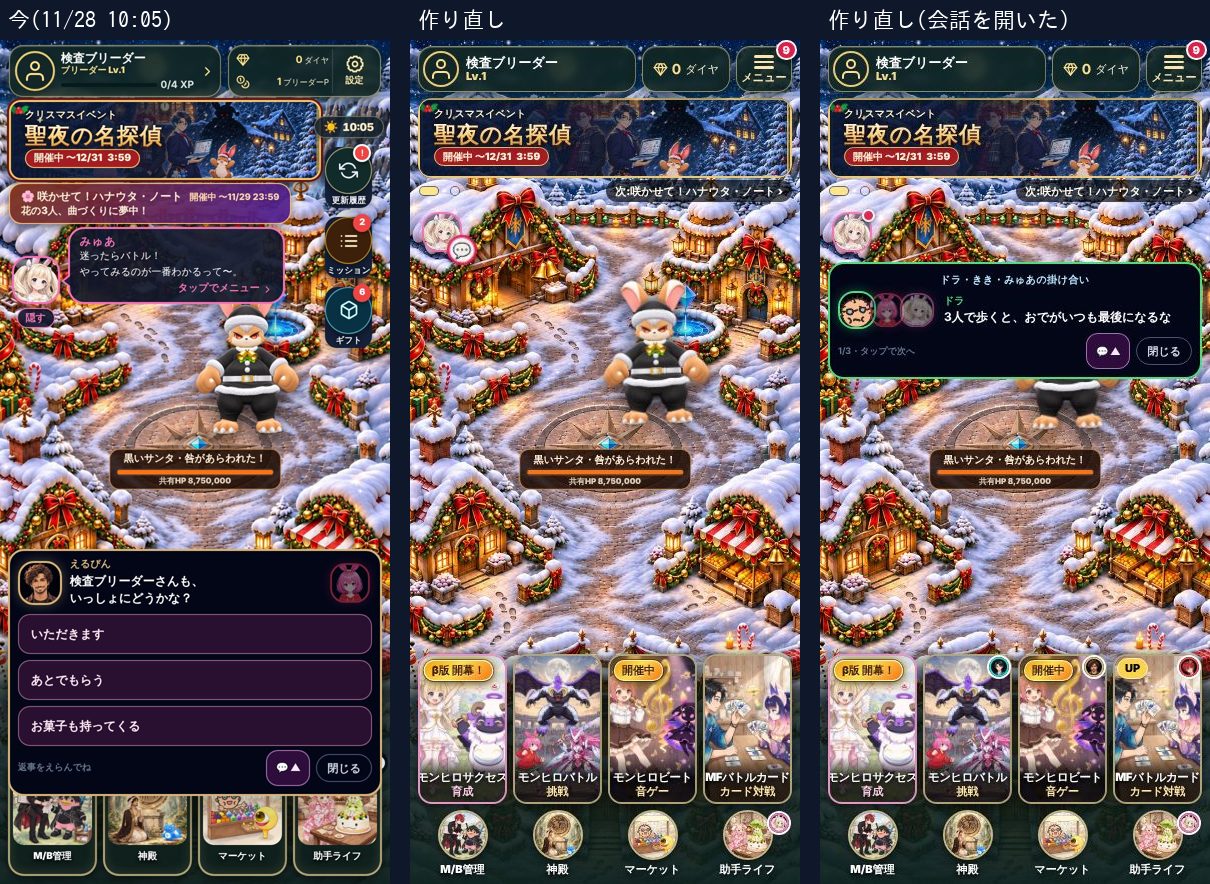 今(11/28 10:05)
検査ブリーダー
ブリーダー Lv.1
0/4 XP
0 ダイヤ
1 ブリーダーP
設定
クリスマスイベント
聖夜の名探偵
開催中 〜12/31 3:59
10:05
!
更新履歴
🌸 咲かせて！ハナウタ・ノート 開催中 〜11/29 23:59
花の3人、曲づくりに夢中！
みゅあ
迷ったらバトル！
やってみるのが一番わかるって〜。
タップでメニュー ›
隠す
2
ミッション
6
ギフト
黒いサンタ・咎があらわれた！
共有HP 8,750,000
えるびん
検査ブリーダーさんも、
いっしょにどうかな？
いただきます
あとでもらう
お菓子も持ってくる
返事をえらんでね
💬▲
閉じる
M/B管理
神殿
マーケット
助手ライフ
作り直し
検査ブリーダー
Lv.1
0 ダイヤ
9
メニュー
クリスマスイベント
聖夜の名探偵
開催中 〜12/31 3:59
次:咲かせて！ハナウタ・ノート ›
黒いサンタ・咎があらわれた！
共有HP 8,750,000
β版 開幕！
モンヒロサクセス
育成
モンヒロバトル
挑戦
開催中
モンヒロビート
音ゲー
MFバトルカード
カード対戦
M/B管理
神殿
マーケット
助手ライフ
作り直し(会話を開いた)
検査ブリーダー
Lv.1
0 ダイヤ
9
メニュー
クリスマスイベント
聖夜の名探偵
開催中 〜12/31 3:59
次:咲かせて！ハナウタ・ノート ›
ドラ・きき・みゅあの掛け合い
ドラ
3人で歩くと、おでがいつも最後になるな
1/3・タップで次へ
💬▲
閉じる
黒いサンタ・咎があらわれた！
共有HP 8,750,000
β版 開幕！
モンヒロサクセス
育成
モンヒロバトル
挑戦
開催中
モンヒロビート
音ゲー
UP
MFバトルカード
カード対戦
M/B管理
神殿
マーケット
助手ライフ